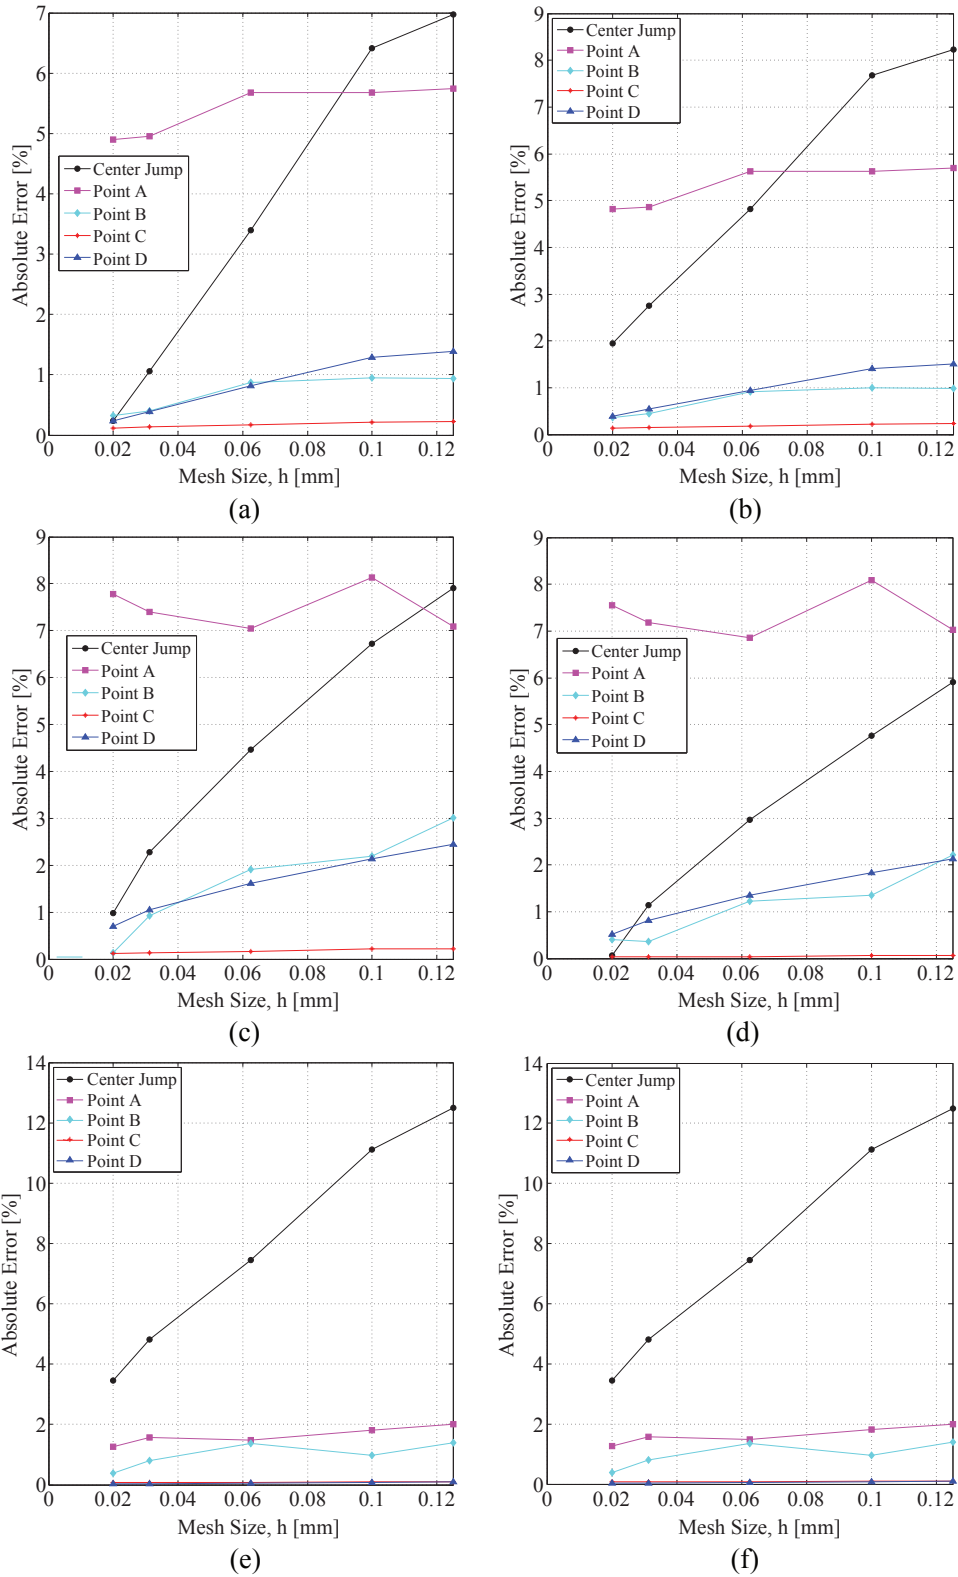 7
6
5
4
3
2
1
0
Absolute Error [%]
Center Jump
Point A
Point B
Point C
Point D
0 0.02 0.04 0.06 0.08 0.1 0.12
Mesh Size, h [mm]
(a)
9
8
7
6
5
4
3
2
1
0
Absolute Error [%]
Center Jump
Point A
Point B
Point C
Point D
0 0.02 0.04 0.06 0.08 0.1 0.12
Mesh Size, h [mm]
(b)
9
8
7
6
5
4
3
2
1
0
Absolute Error [%]
Center Jump
Point A
Point B
Point C
Point D
0 0.02 0.04 0.06 0.08 0.1 0.12
Mesh Size, h [mm]
(c)
9
8
7
6
5
4
3
2
1
0
Absolute Error [%]
Center Jump
Point A
Point B
Point C
Point D
0 0.02 0.04 0.06 0.08 0.1 0.12
Mesh Size, h [mm]
(d)
14
12
10
8
6
4
2
0
Absolute Error [%]
Center Jump
Point A
Point B
Point C
Point D
0 0.02 0.04 0.06 0.08 0.1 0.12
Mesh Size, h [mm]
(e)
14
12
10
8
6
4
2
0
Absolute Error [%]
Center Jump
Point A
Point B
Point C
Point D
0 0.02 0.04 0.06 0.08 0.1 0.12
Mesh Size, h [mm]
(f)